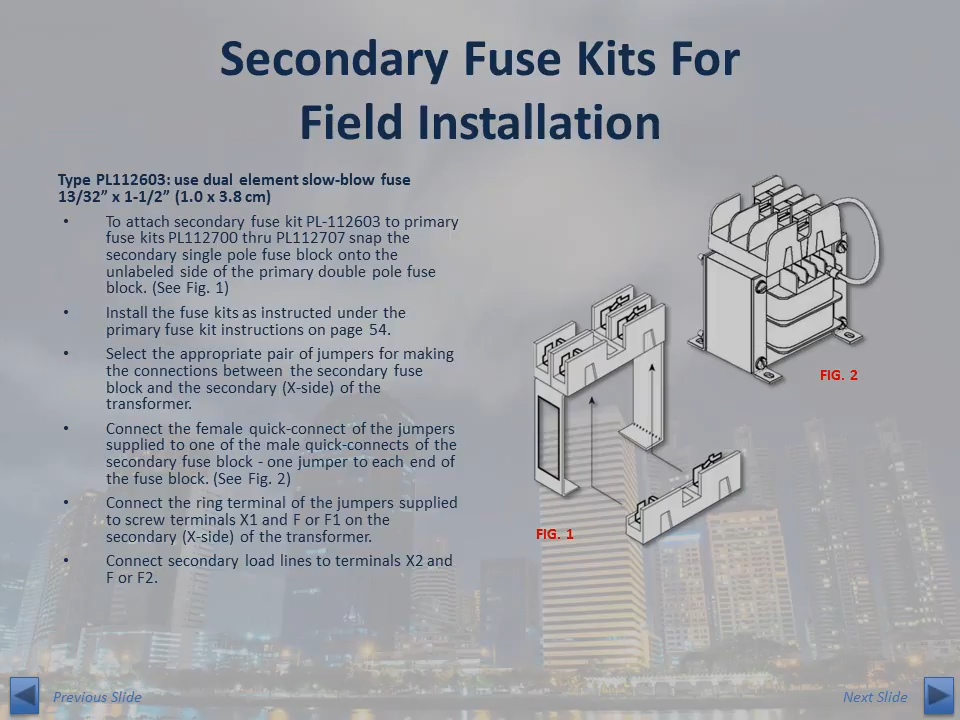 Secondary Fuse Kits For
Field Installation
Type PL112603: use dual element slow-blow fuse
13/32” x 1-1/2” (1.0 x 3.8 cm)
• To attach secondary fuse kit PL-112603 to primary
fuse kits PL112700 thru PL112707 snap the
secondary single pole fuse block onto the
unlabeled side of the primary double pole fuse
block. (See Fig. 1)
• Install the fuse kits as instructed under the
primary fuse kit instructions on page 54.
• Select the appropriate pair of jumpers for making
the connections between the secondary fuse
block and the secondary (X-side) of the
transformer.
• Connect the female quick-connect of the jumpers
supplied to one of the male quick-connects of the
secondary fuse block - one jumper to each end of
the fuse block. (See Fig. 2)
• Connect the ring terminal of the jumpers supplied
to screw terminals X1 and F or F1 on the
secondary (X-side) of the transformer.
• Connect secondary load lines to terminals X2 and
F or F2.
FIG. 2
FIG. 1
Previous Slide
Next Slide